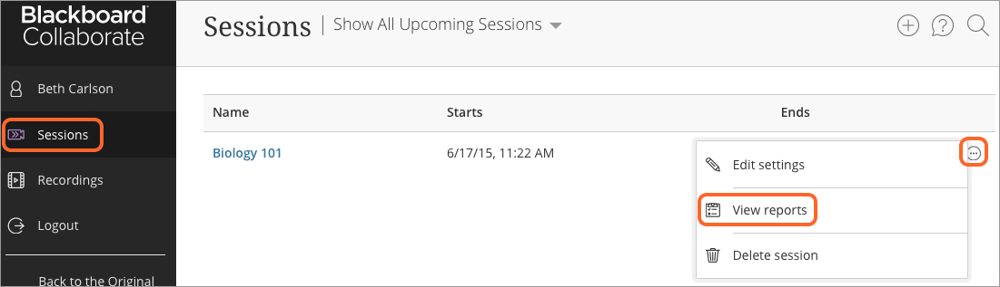 Blackboard
Collaborate
Sessions | Show All Upcoming Sessions
Beth Carlson
Sessions
Recordings
Logout
Back to the Original
Name Starts Ends
Biology 101 6/17/15, 11:22 AM
Edit settings
View reports
Delete session